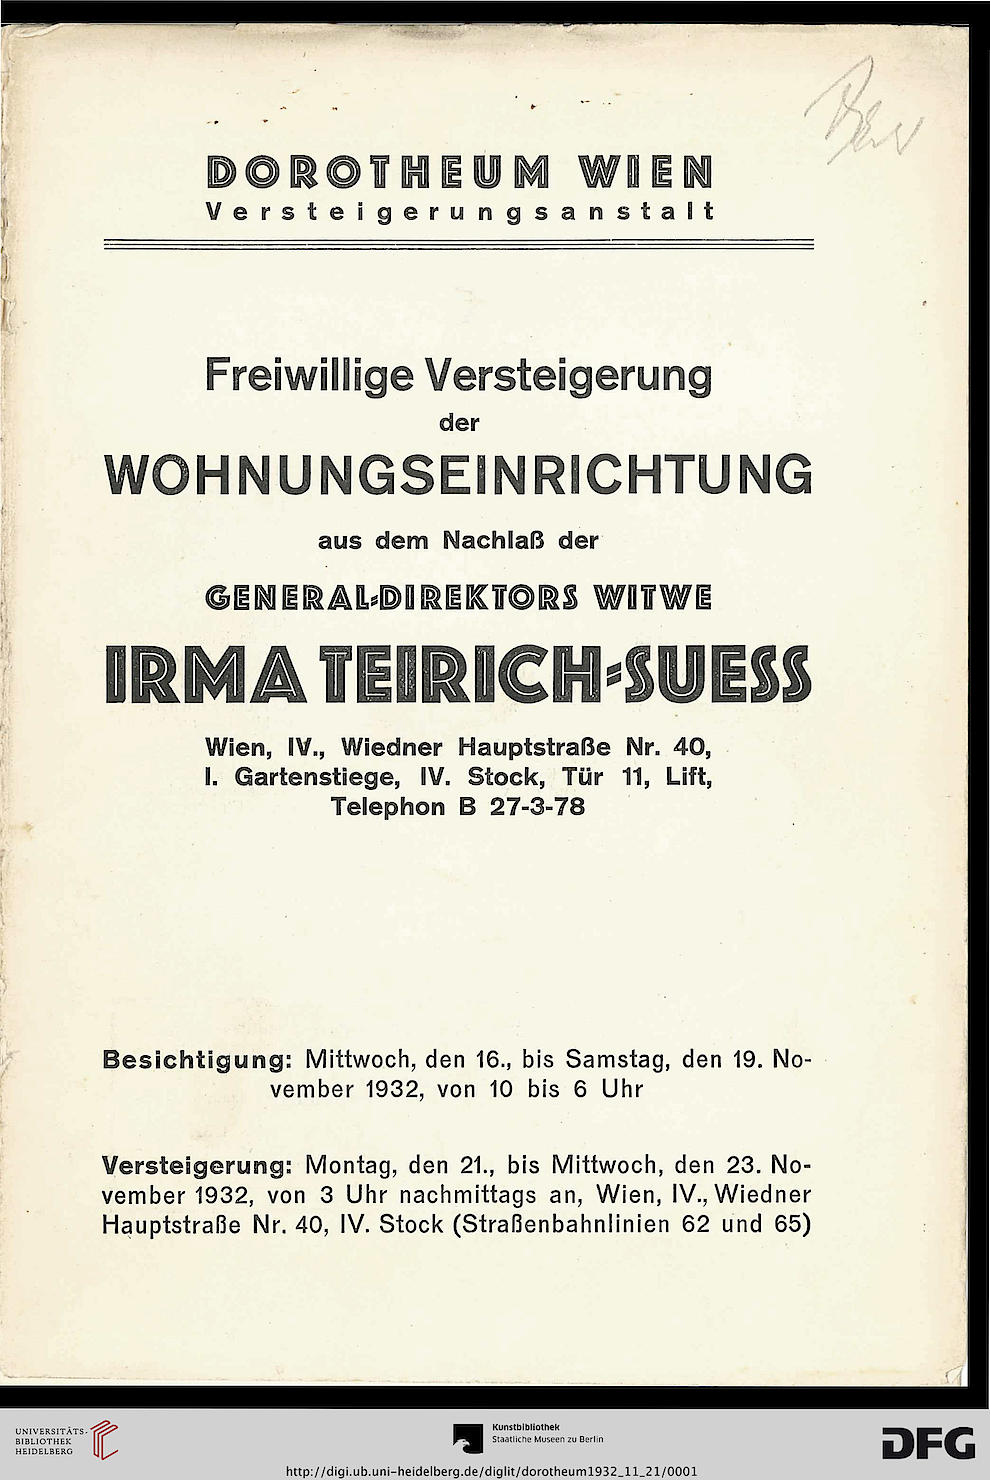 DOROTHEUM WIEN
Versteigerungsanstalt
Freiwillige Versteigerung
der
WOHNUNGSEINRICHTUNG
aus dem Nachlaß der
GENERAL-DIREKTORS WITWE
IRMA TEIRICH-SUESS
Wien, IV., Wiedner Hauptstraße Nr. 40,
I. Gartenstiege, IV. Stock, Tür 11, Lift,
Telephon B 27-3-78
Besichtigung: Mittwoch, den 16., bis Samstag, den 19. No-
vember 1932, von 10 bis 6 Uhr
Versteigerung: Montag, den 21., bis Mittwoch, den 23. No-
vember 1932, von 3 Uhr nachmittags an, Wien, IV., Wiedner
Hauptstraße Nr. 40, IV. Stock (Straßenbahnlinien 62 und 65)
UNIVERSITÄTS-
BIBLIOTHEK
HEIDELBERG
Kunstbibliothek
Staatliche Museen zu Berlin
DFG
http://digi.ub.uni-heidelberg.de/diglit/dorotheum1932_11_21/0001